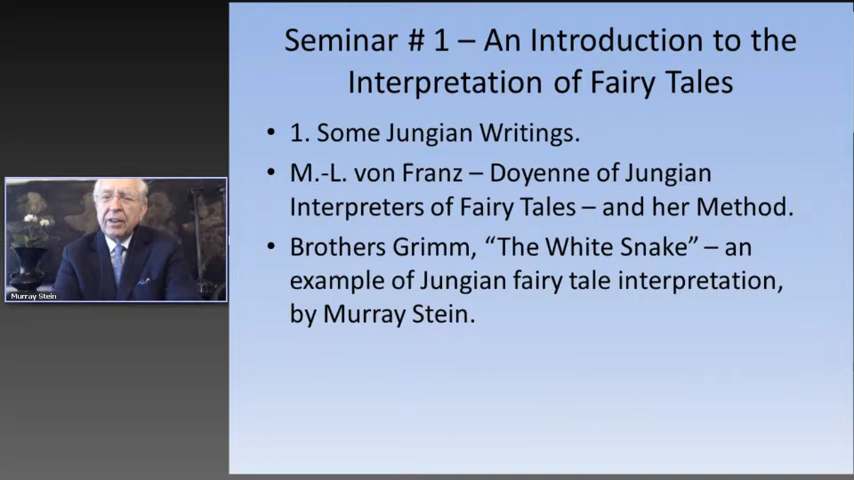 Seminar # 1 – An Introduction to the
Interpretation of Fairy Tales
• 1. Some Jungian Writings.
• M.-L. von Franz – Doyenne of Jungian
Interpreters of Fairy Tales – and her Method.
• Brothers Grimm, “The White Snake” – an
example of Jungian fairy tale interpretation,
by Murray Stein.
Murray Stein